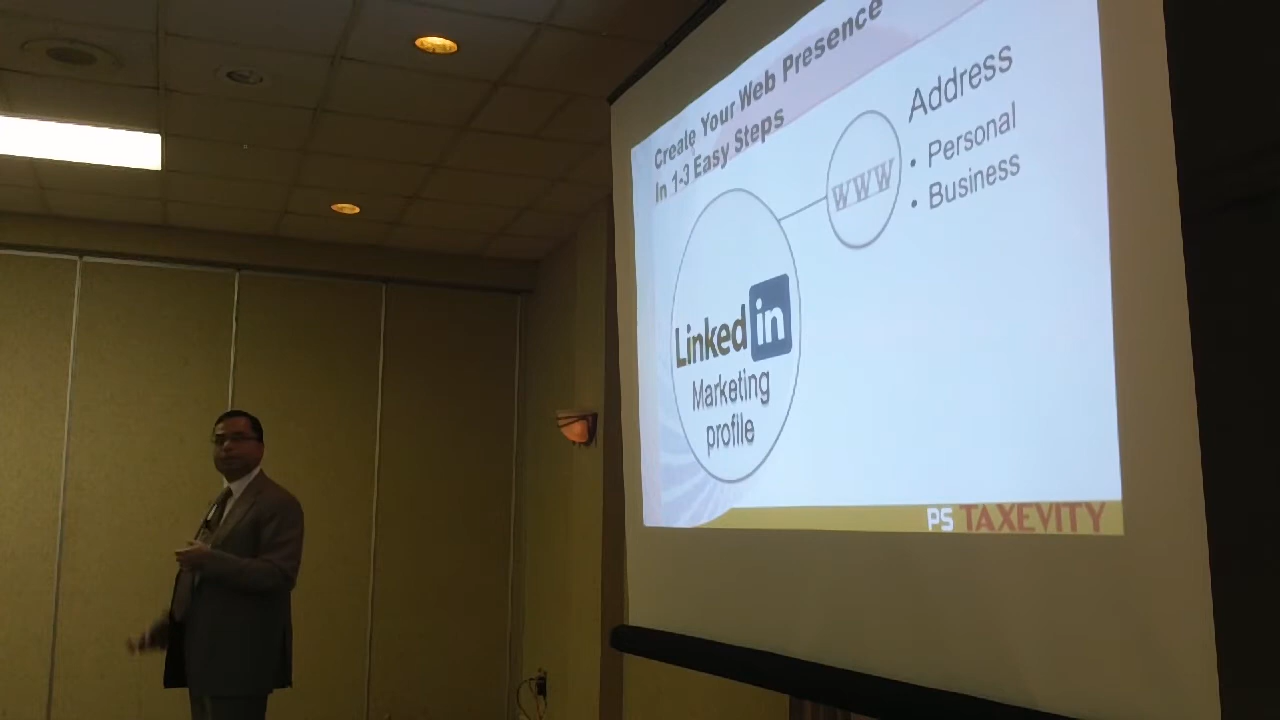 Create Your Web Presence
In 1-3 Easy Steps
Address
• Personal
• Business
WWW
Linked in
Marketing
profile
PS TAXEVITY